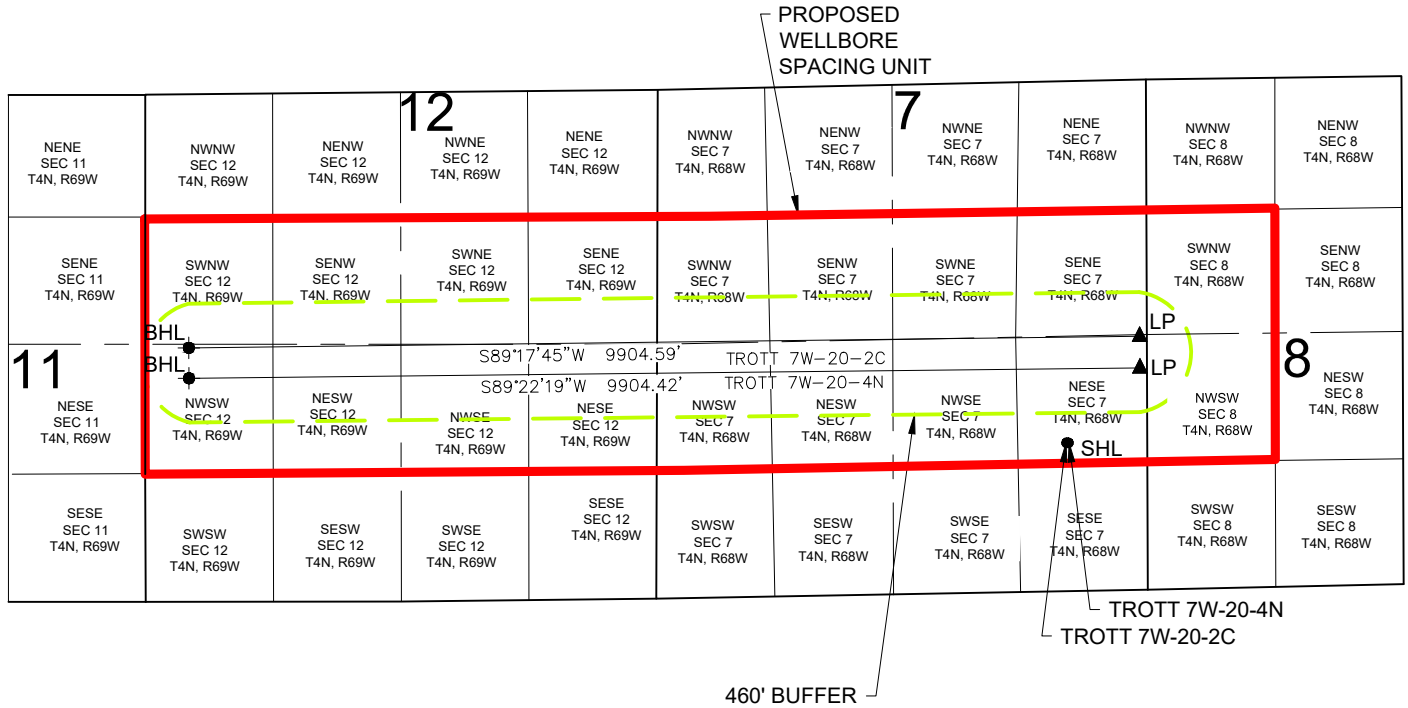 PROPOSED
WELLBORE
SPACING UNIT
12
7
NENE
SEC 11
T4N, R69W
NWNW
SEC 12
T4N, R69W
NENW
SEC 12
T4N, R69W
NWNE
SEC 12
T4N, R69W
NENE
SEC 12
T4N, R69W
NWNW
SEC 7
T4N, R68W
NENW
SEC 7
T4N, R68W
NWNE
SEC 7
T4N, R68W
NENE
SEC 7
T4N, R68W
NWNW
SEC 8
T4N, R68W
NENW
SEC 8
T4N, R68W
SENE
SEC 11
T4N, R69W
SWNW
SEC 12
T4N, R69W
SENW
SEC 12
T4N, R69W
SWNE
SEC 12
T4N, R69W
SENE
SEC 12
T4N, R69W
SWNW
SEC 7
T4N, R68W
SENW
SEC 7
T4N, R68W
SWNE
SEC 7
T4N, R68W
SENE
SEC 7
T4N, R68W
SWNW
SEC 8
T4N, R68W
SENW
SEC 8
T4N, R68W
BHL
LP
S89°17'45"W 9904.59' TROTT 7W-20-2C
11
8
BHL
LP
S89°22'19"W 9904.42' TROTT 7W-20-4N
NESE
SEC 11
T4N, R69W
NWSW
SEC 12
T4N, R69W
NESW
SEC 12
T4N, R69W
NWSE
SEC 12
T4N, R69W
NESE
SEC 12
T4N, R69W
NWSW
SEC 7
T4N, R68W
NESW
SEC 7
T4N, R68W
NWSE
SEC 7
T4N, R68W
NESE
SEC 7
T4N, R68W
NWSW
SEC 8
T4N, R68W
NESW
SEC 8
T4N, R68W
SHL
SESE
SEC 11
T4N, R69W
SWSW
SEC 12
T4N, R69W
SESW
SEC 12
T4N, R69W
SWSE
SEC 12
T4N, R69W
SESE
SEC 12
T4N, R69W
SWSW
SEC 7
T4N, R68W
SESW
SEC 7
T4N, R68W
SWSE
SEC 7
T4N, R68W
SESE
SEC 7
T4N, R68W
SWSW
SEC 8
T4N, R68W
SESW
SEC 8
T4N, R68W
TROTT 7W-20-4N
TROTT 7W-20-2C
460' BUFFER